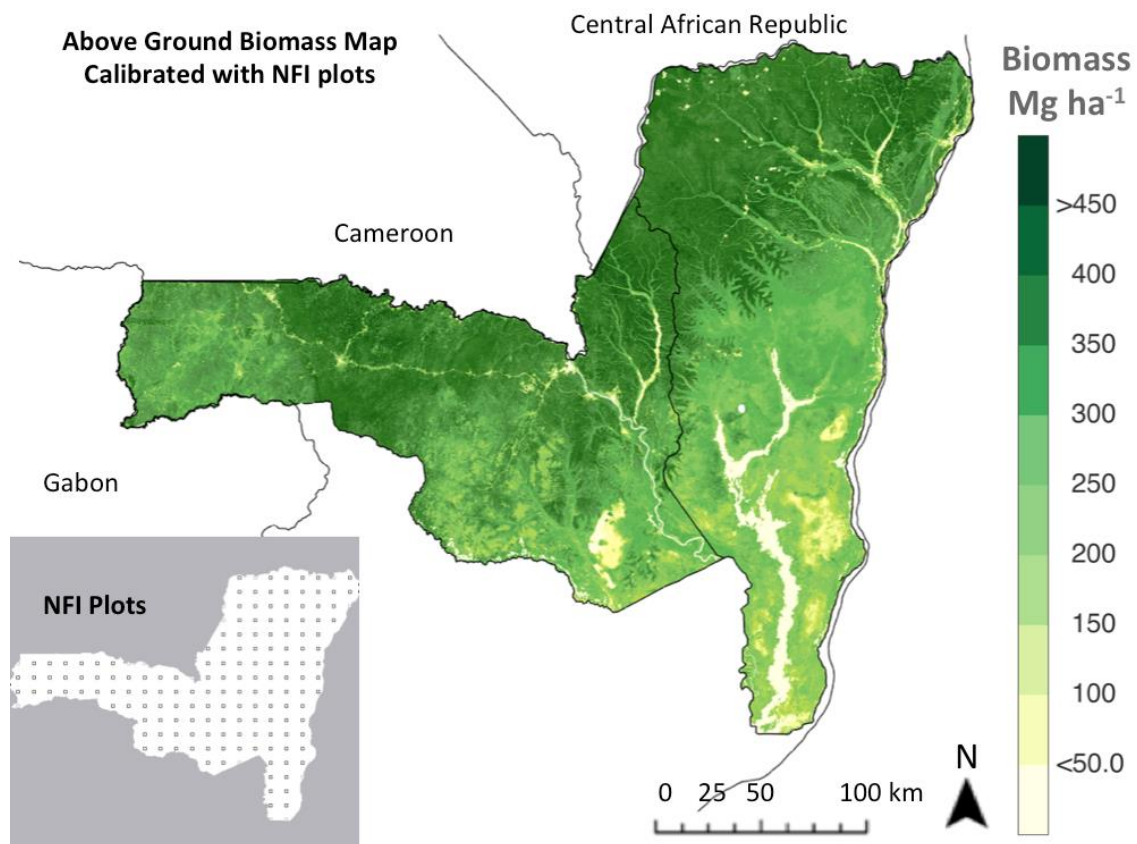 Above Ground Biomass Map
Calibrated with NFI plots
Central African Republic
Biomass
Mg ha-1
Cameroon
Gabon
NFI Plots
>450
400
350
300
250
200
150
100
<50.0
N
0 25 50 100 km